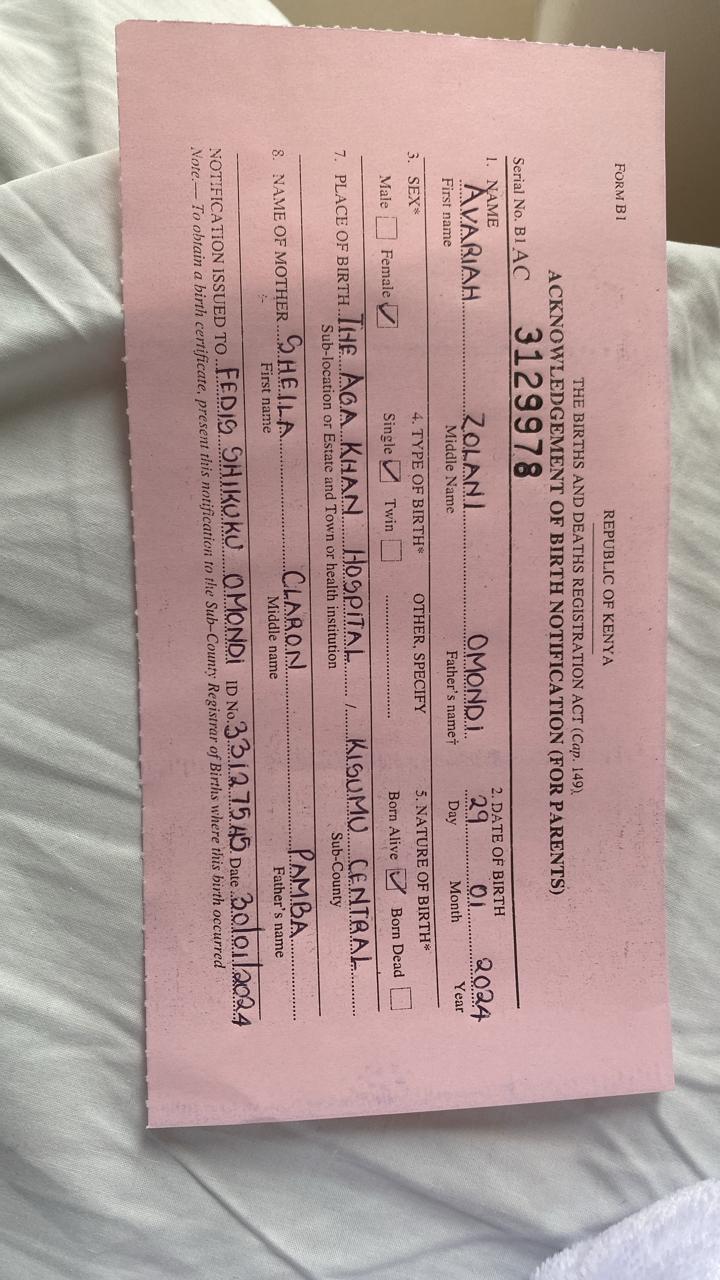 FORM B1
REPUBLIC OF KENYA
THE BIRTHS AND DEATHS REGISTRATION ACT (Cap. 149)
ACKNOWLEDGEMENT OF BIRTH NOTIFICATION (FOR PARENTS)
Serial No. B1 AC 3129978
1. NAME 2. DATE OF BIRTH
AVARIAH ZOLANI OMONDI 29 01 2024
First name Middle Name Father's name† Day Month Year
3. SEX* 4. TYPE OF BIRTH* OTHER, SPECIFY 5. NATURE OF BIRTH*
Male Female ✓ Single ✓ Twin Born Alive ✓ Born Dead
7. PLACE OF BIRTH THE AGA KHAN HOSPITAL / KISUMU CENTRAL
Sub-location or Estate and Town or health institution Sub-County
8. NAME OF MOTHER SHEILA CLARON PAMBA
First name Middle name Father's name
NOTIFICATION ISSUED TO FEDIS SHIKUKU OMONDI ID No. 33127545 Date 30/01/2024
Note.— To obtain a birth certificate, present this notification to the Sub-County Registrar of Births where this birth occurred